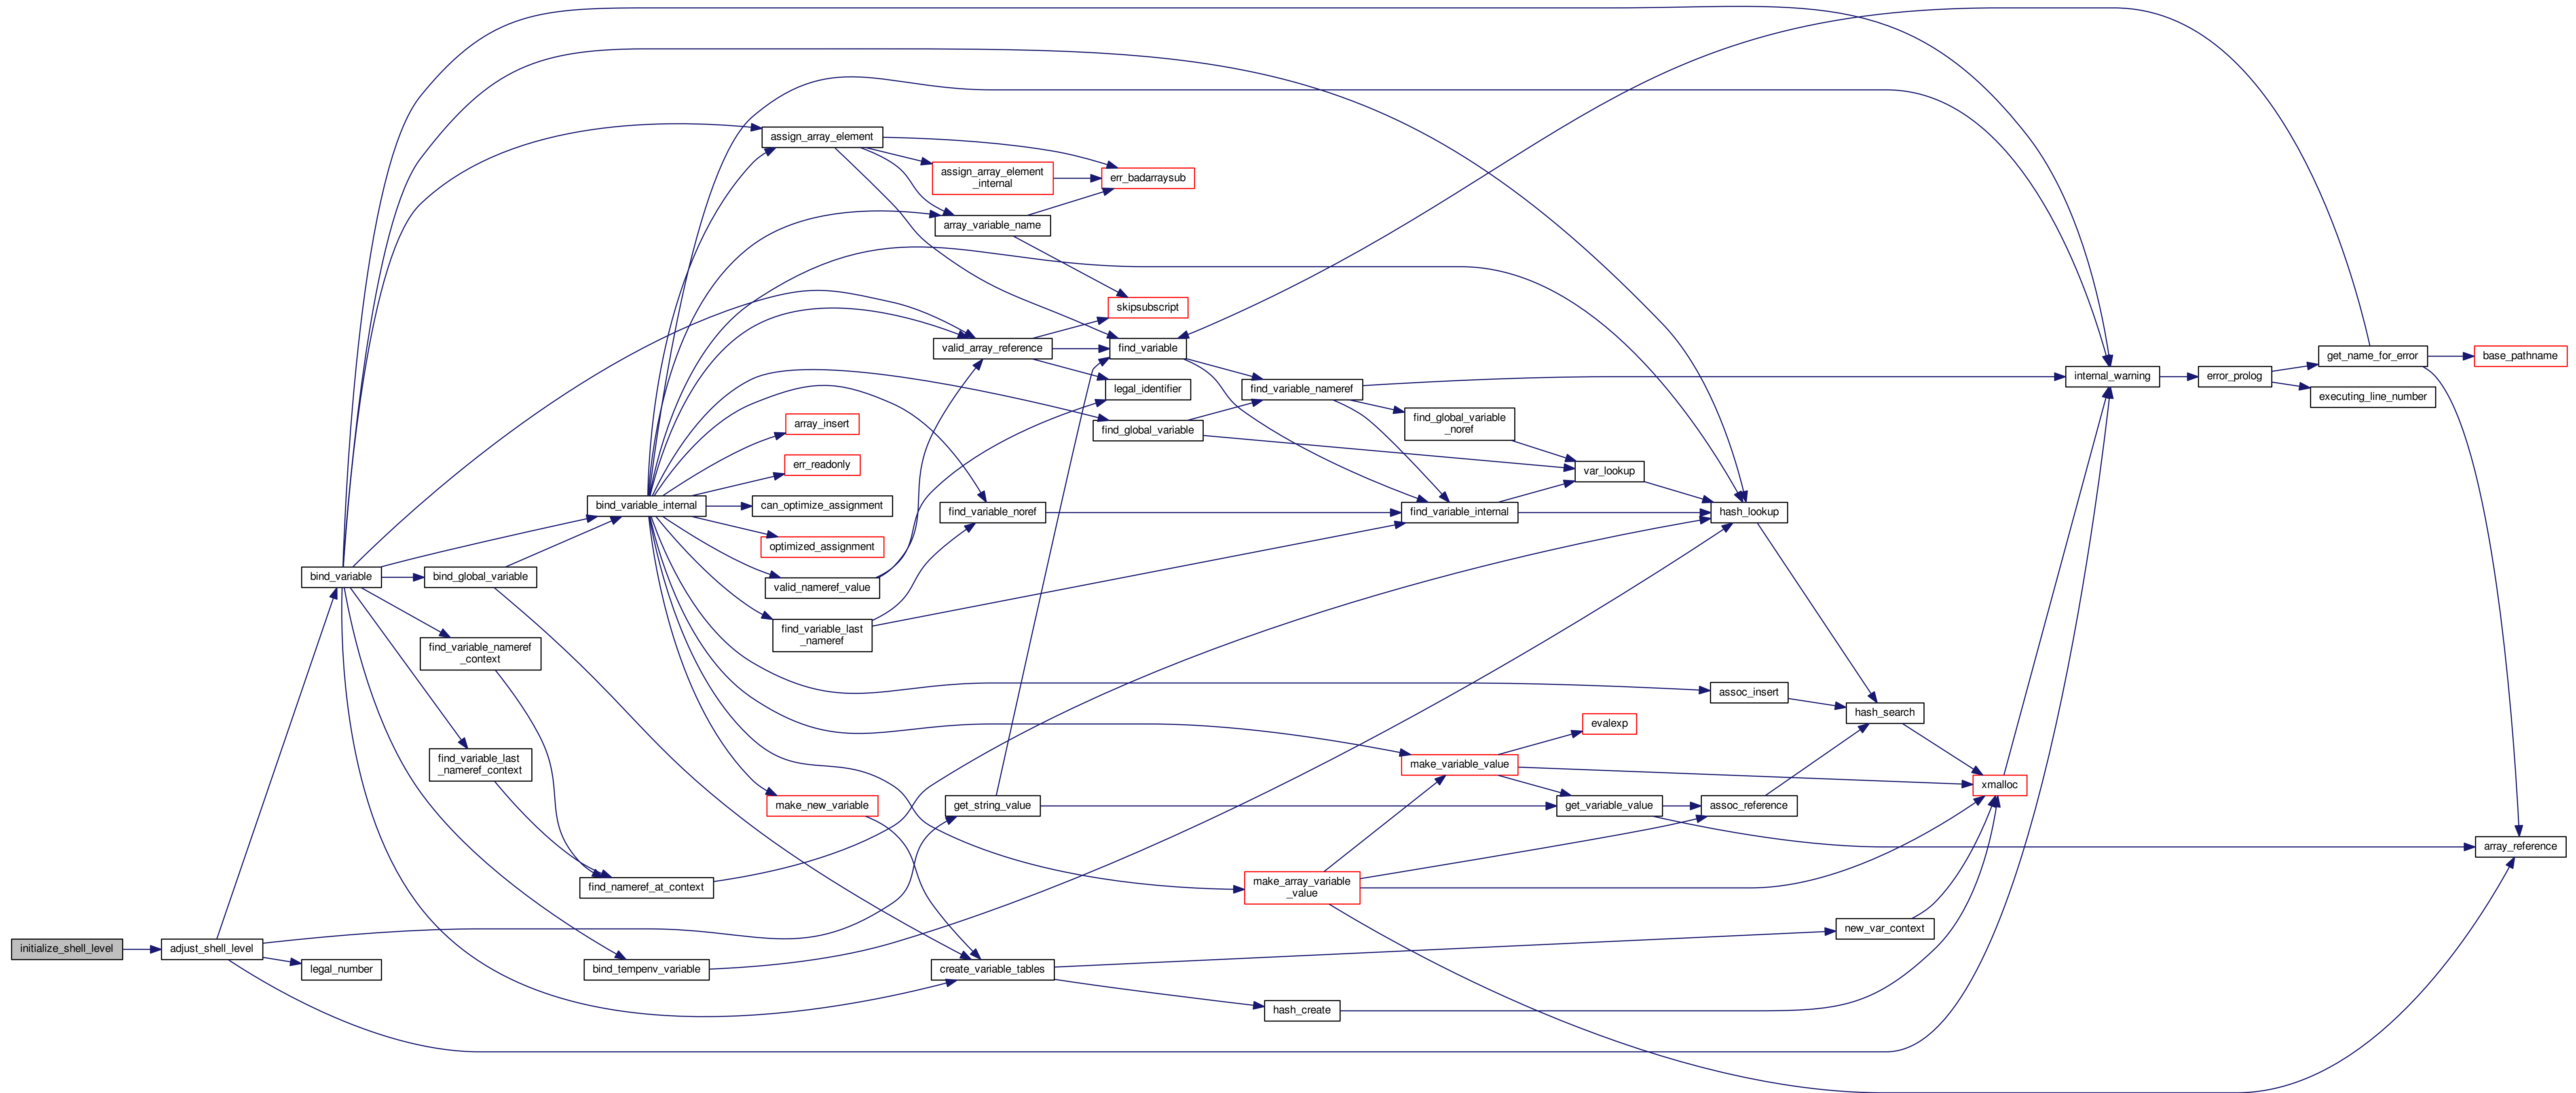 initialize_shell_level
adjust_shell_level
bind_variable
legal_number
bind_global_variable
find_variable_nameref
_context
find_variable_last
_nameref_context
bind_variable_internal
find_nameref_at_context
bind_tempenv_variable
assign_array_element
array_insert
err_readonly
can_optimize_assignment
optimized_assignment
valid_nameref_value
find_variable_last
_nameref
make_new_variable
assign_array_element
_internal
array_variable_name
valid_array_reference
find_variable_noref
get_string_value
create_variable_tables
err_badarraysub
skipsubscript
find_variable
legal_identifier
find_global_variable
find_variable_nameref
make_array_variable
_value
hash_create
find_global_variable
_noref
find_variable_internal
make_variable_value
var_lookup
evalexp
get_variable_value
hash_lookup
assoc_insert
assoc_reference
hash_search
new_var_context
xmalloc
internal_warning
error_prolog
get_name_for_error
executing_line_number
base_pathname
array_reference